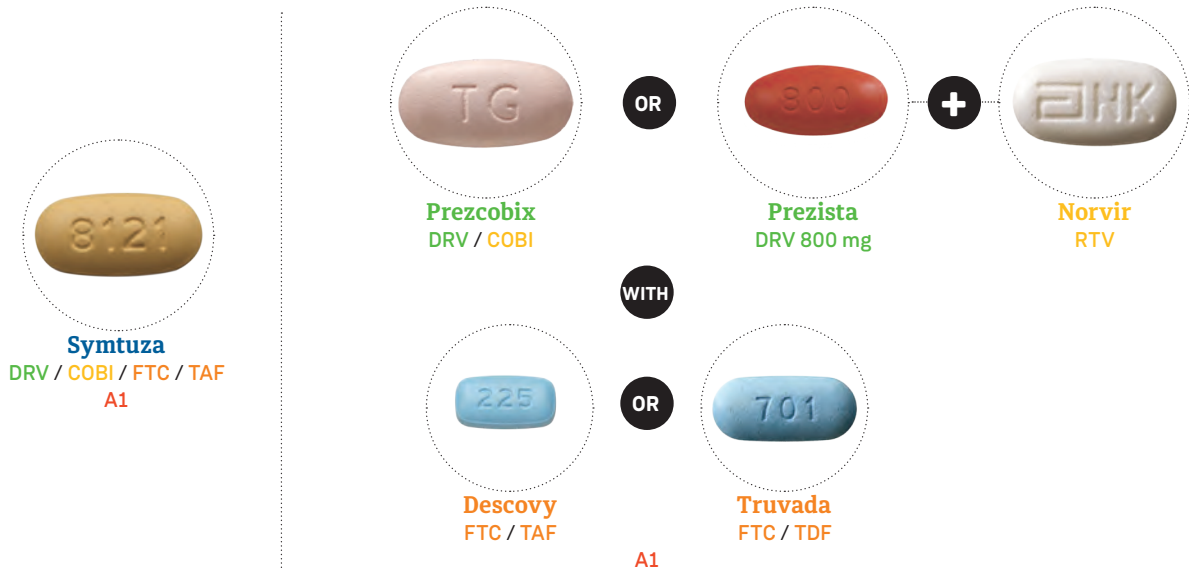 8121
Symtuza
DRV / COBI / FTC / TAF
A1
TG
OR
800
NK
Prezcobix
DRV / COBI
Prezista
DRV 800 mg
Norvir
RTV
WITH
225
OR
701
Descovy
FTC / TAF
Truvada
FTC / TDF
A1